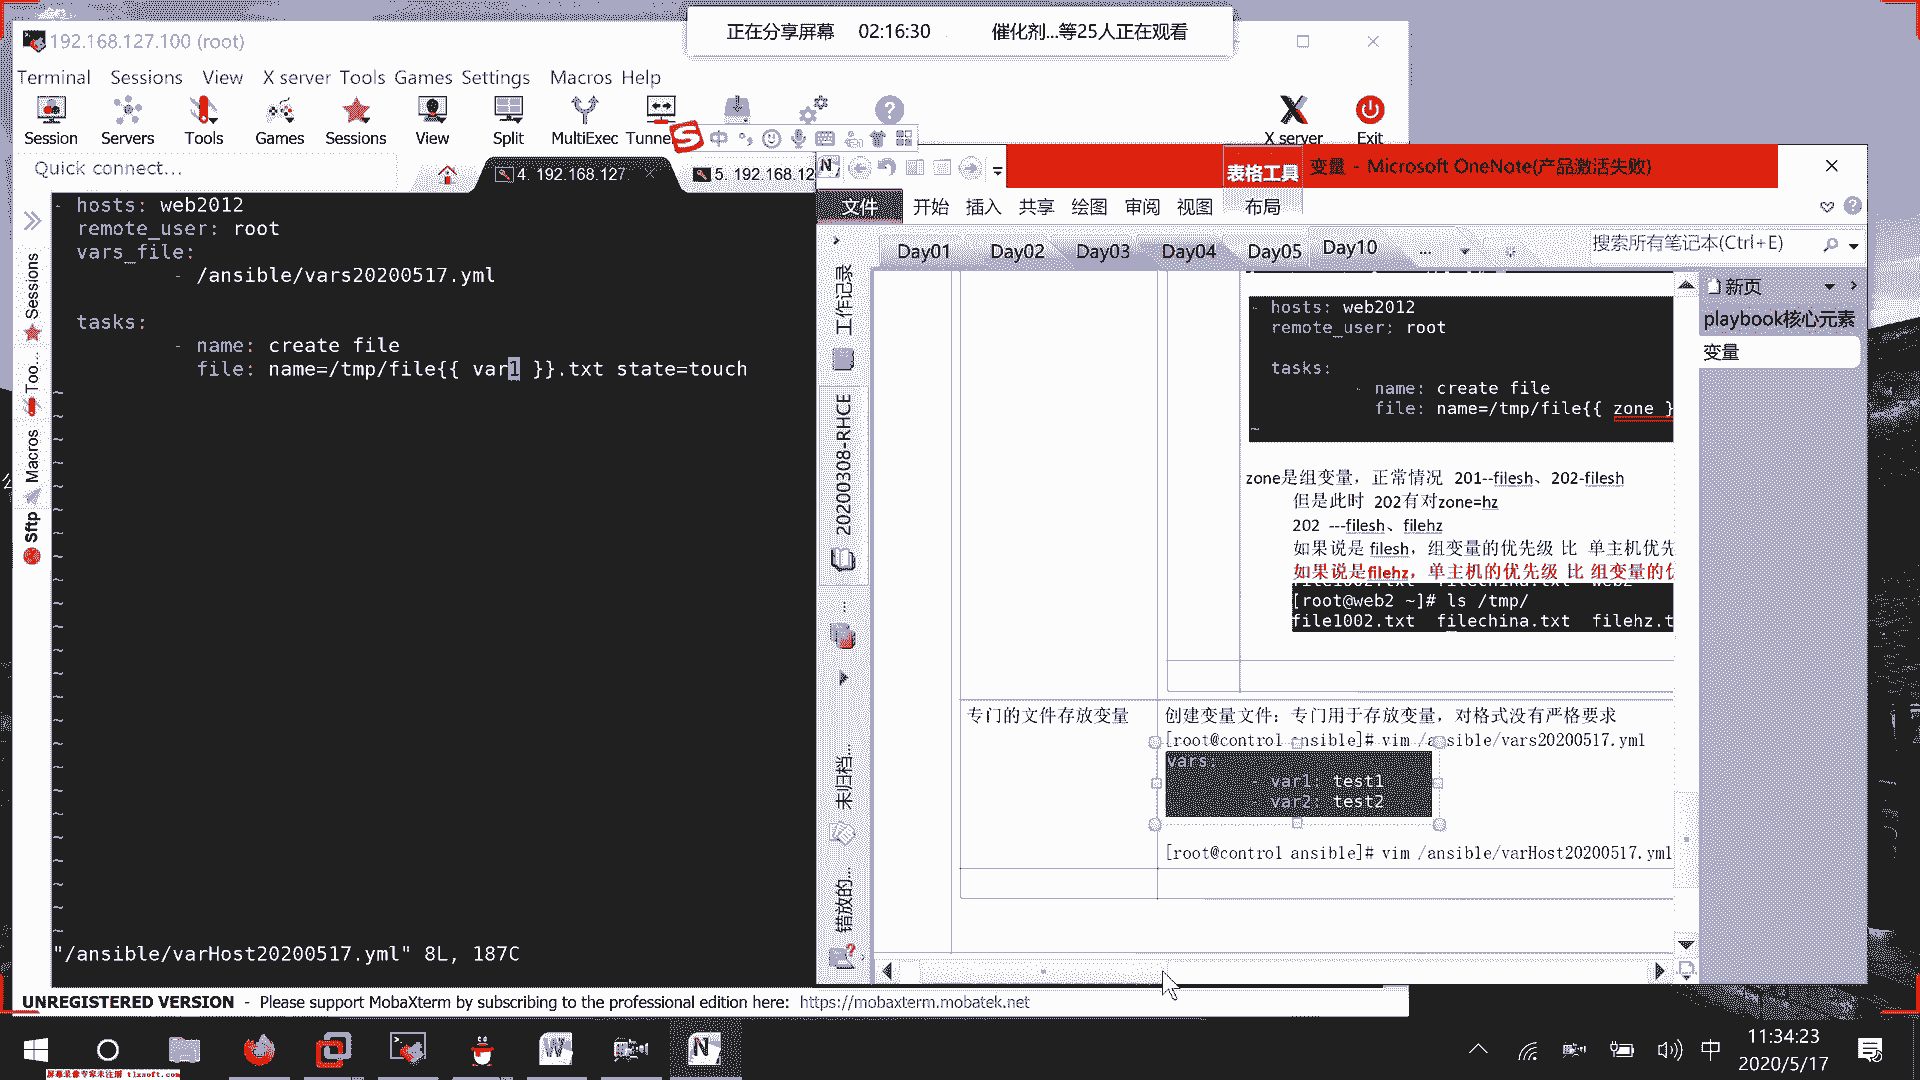 正在分享屏幕 02:16:30 催化剂...等25人正在观看
192.168.127.100 (root)
Terminal Sessions View X server Tools Games Settings Macros Help
Session Servers Tools Games Sessions View Split MultiExec Tunne X server Exit
Quick connect...
4. 192.168.127.
5. 192.168.12
- hosts: web2012
remote_user: root
vars_file:
- /ansible/vars20200517.yml
tasks:
- name: create file
file: name=/tmp/file{{ var1 }}.txt state=touch
~
"/ansible/varHost20200517.yml" 8L, 187C
Sessions
Too...
Macros
Sftp
UNREGISTERED VERSION - Please support MobaXterm by subscribing to the professional edition here: https://mobaxterm.mobatek.net
表格工具 变量 - Microsoft OneNote(产品激活失败)
文件 开始 插入 共享 绘图 审阅 视图 布局
Day01 Day02 Day03 Day04 Day05 Day10 ...
搜索所有笔记本(Ctrl+E)
工作记录
20200308-RHCE
未归档...
错放的...
新页
playbook核心元素
变量
- hosts: web2012
remote_user: root
tasks:
- name: create file
file: name=/tmp/file{{ zone }
~
zone是组变量，正常情况 201--filesh、202-filesh
但是此时 202有对zone=hz
202 ---filesh、filehz
如果说是 filesh，组变量的优先级 比 单主机优先
如果说是filehz，单主机的优先级 比 组变量的优
[root@web2 ~]# ls /tmp/
file1002.txt filechina.txt filehz.t
专门的文件存放变量
创建变量文件：专门用于存放变量，对格式没有严格要求
[root@control ansible]# vim /ansible/vars20200517.yml
vars:
- var1: test1
- var2: test2
[root@control ansible]# vim /ansible/varHost20200517.yml
中
11:34:23
2020/5/17
屏幕录像专家未注册 tlxsoft.com